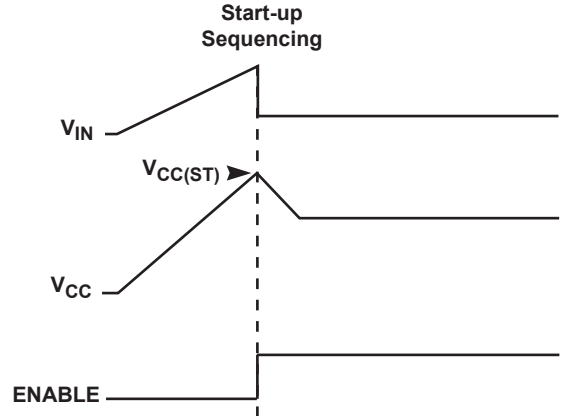 Start-up
Sequencing
VIN
VCC(ST)
VCC
ENABLE